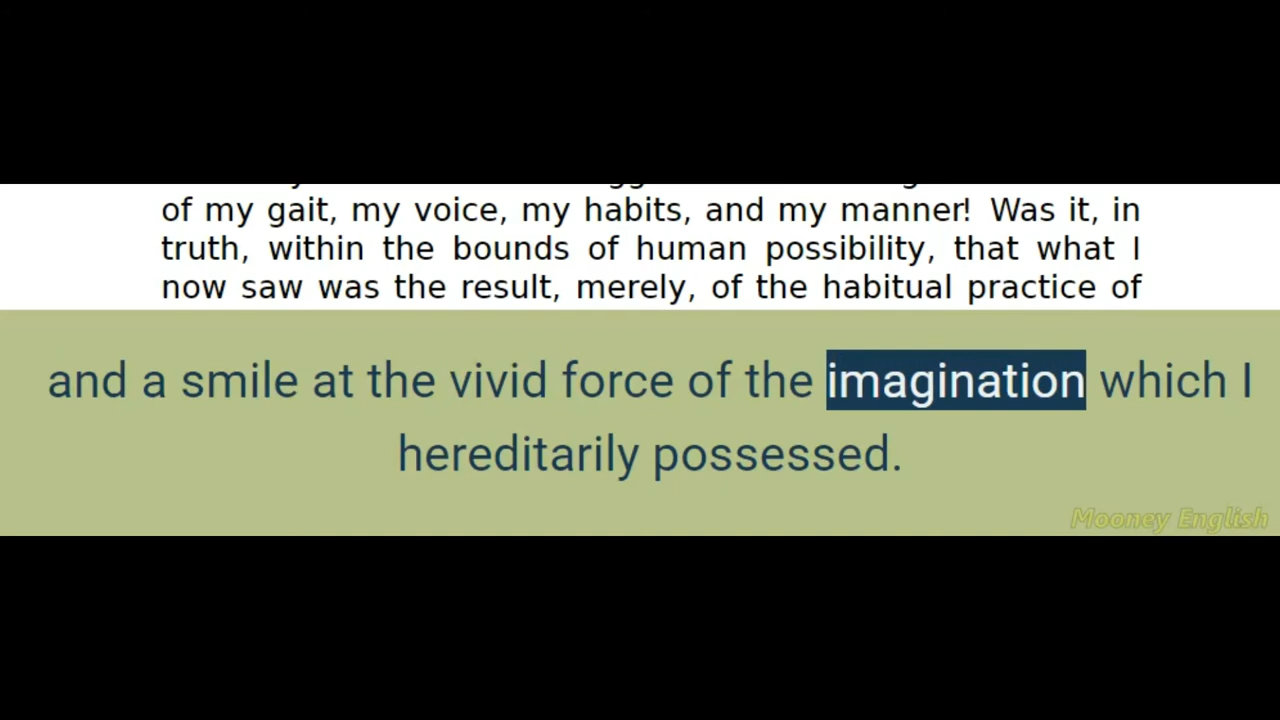 of my gait, my voice, my habits, and my manner! Was it, in
truth, within the bounds of human possibility, that what I
now saw was the result, merely, of the habitual practice of
and a smile at the vivid force of the imagination which I
hereditarily possessed.
Mooney English